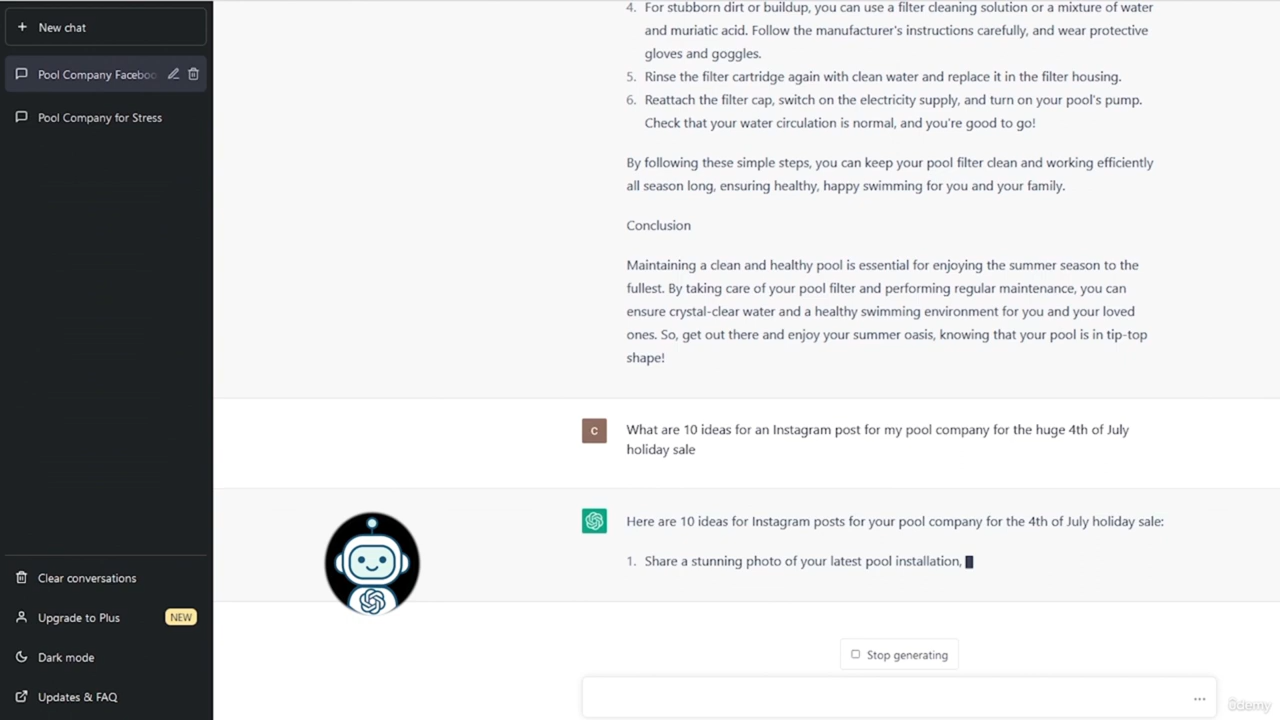 New chat
Pool Company Faceboo
Pool Company for Stress
Clear conversations
Upgrade to Plus
NEW
Dark mode
Updates & FAQ
4. For stubborn dirt or buildup, you can use a filter cleaning solution or a mixture of water
and muriatic acid. Follow the manufacturer's instructions carefully, and wear protective
gloves and goggles.
5. Rinse the filter cartridge again with clean water and replace it in the filter housing.
6. Reattach the filter cap, switch on the electricity supply, and turn on your pool's pump.
Check that your water circulation is normal, and you're good to go!
By following these simple steps, you can keep your pool filter clean and working efficiently
all season long, ensuring healthy, happy swimming for you and your family.
Conclusion
Maintaining a clean and healthy pool is essential for enjoying the summer season to the
fullest. By taking care of your pool filter and performing regular maintenance, you can
ensure crystal-clear water and a healthy swimming environment for you and your loved
ones. So, get out there and enjoy your summer oasis, knowing that your pool is in tip-top
shape!
C
What are 10 ideas for an Instagram post for my pool company for the huge 4th of July
holiday sale
Here are 10 ideas for Instagram posts for your pool company for the 4th of July holiday sale:
1. Share a stunning photo of your latest pool installation,
Stop generating
ûdemy